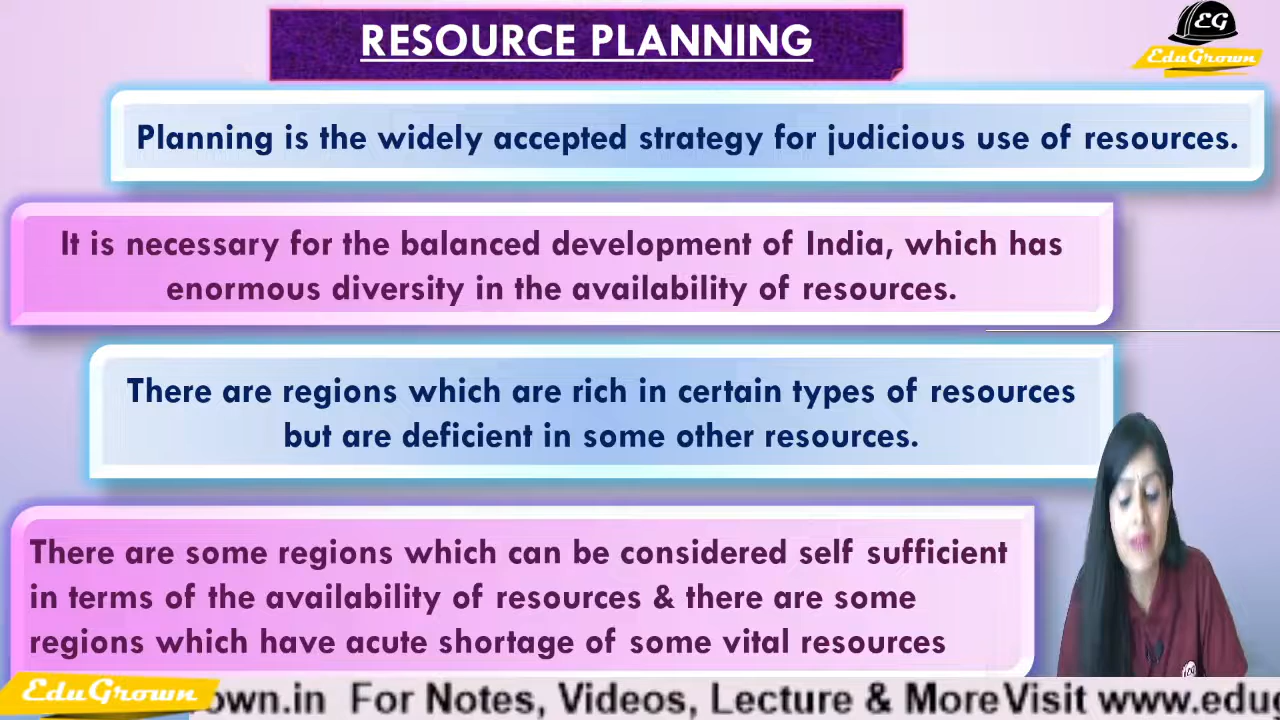 RESOURCE PLANNING
EG
EduGrown
Planning is the widely accepted strategy for judicious use of resources.
It is necessary for the balanced development of India, which has
enormous diversity in the availability of resources.
There are regions which are rich in certain types of resources
but are deficient in some other resources.
There are some regions which can be considered self sufficient
in terms of the availability of resources & there are some
regions which have acute shortage of some vital resources
EduGrown own.in For Notes, Videos, Lecture & More Visit www.edug